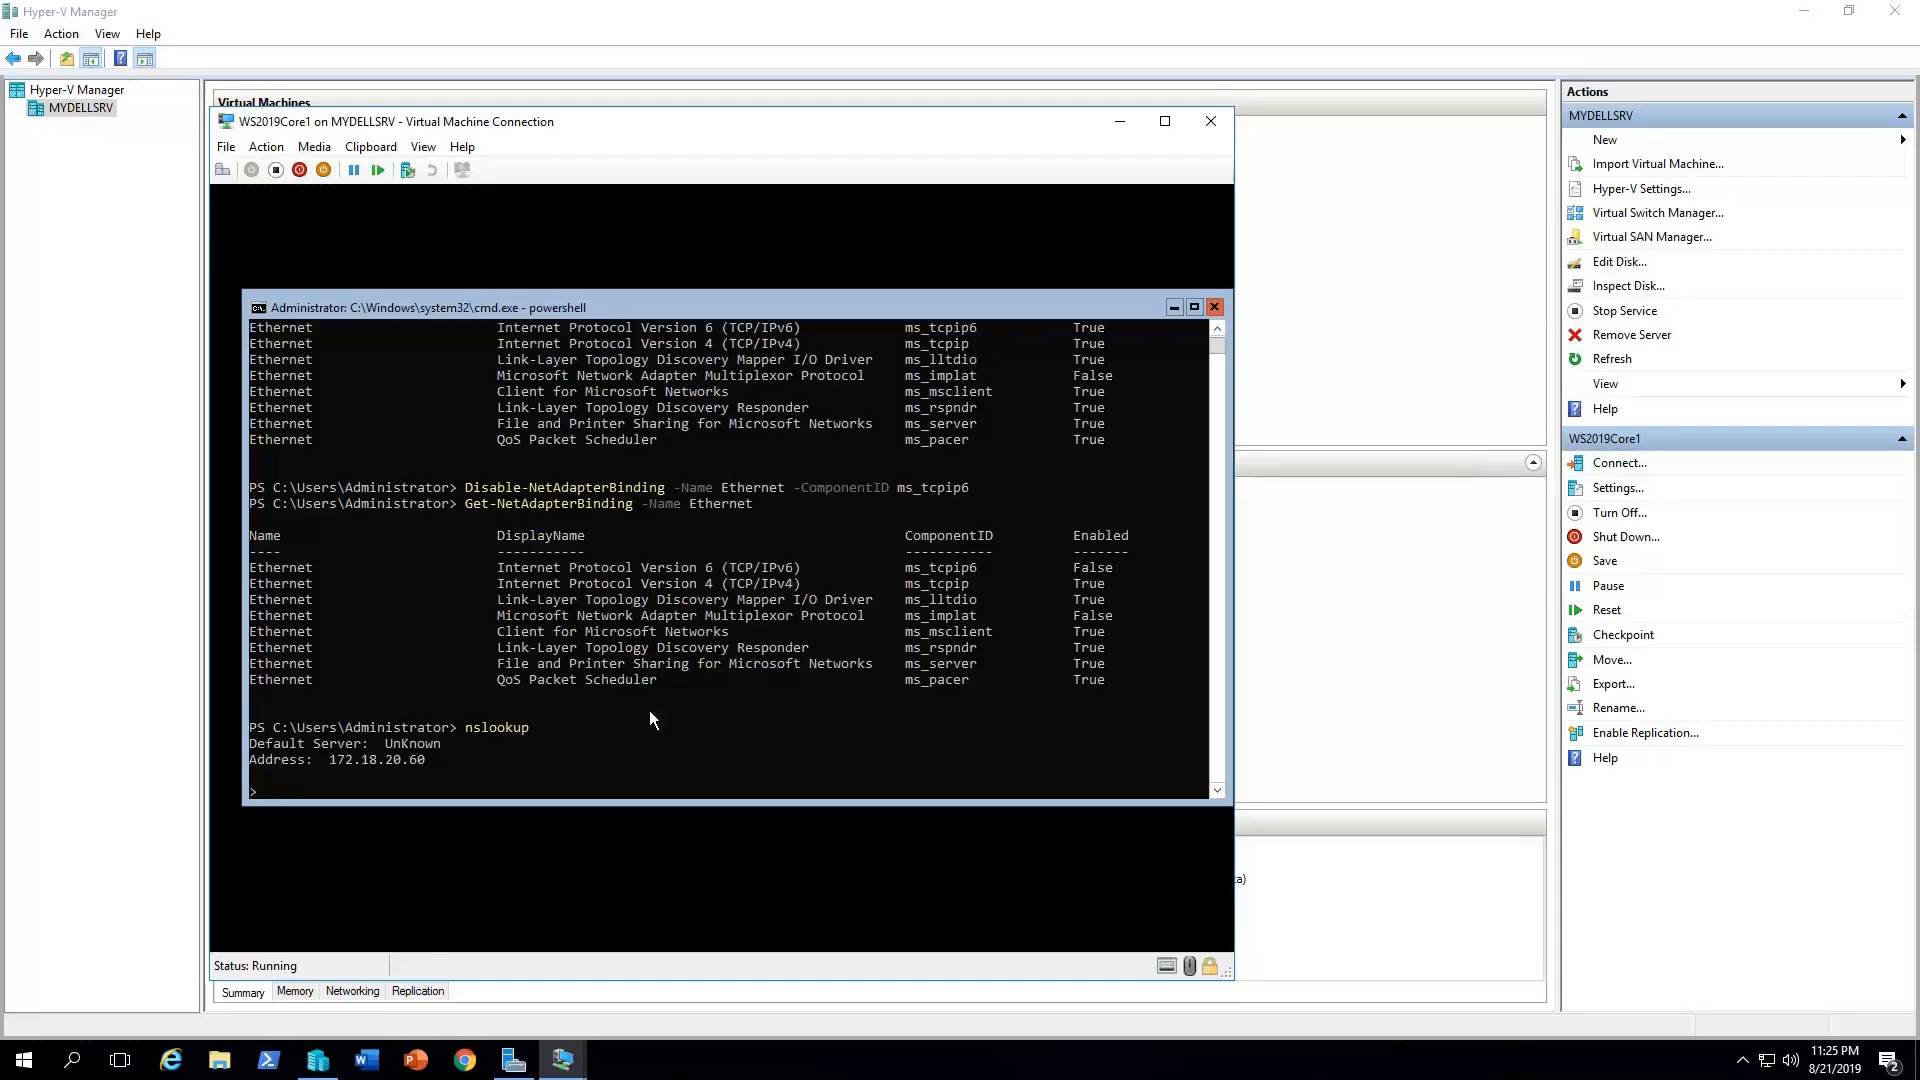 Hyper-V Manager
File Action View Help
Hyper-V Manager
MYDELLSRV
Virtual Machines
WS2019Core1 on MYDELLSRV - Virtual Machine Connection
File Action Media Clipboard View Help
Administrator: C:\Windows\system32\cmd.exe - powershell
Ethernet Internet Protocol Version 6 (TCP/IPv6) ms_tcpip6 True
Ethernet Internet Protocol Version 4 (TCP/IPv4) ms_tcpip True
Ethernet Link-Layer Topology Discovery Mapper I/O Driver ms_lltdio True
Ethernet Microsoft Network Adapter Multiplexor Protocol ms_implat False
Ethernet Client for Microsoft Networks ms_msclient True
Ethernet Link-Layer Topology Discovery Responder ms_rspndr True
Ethernet File and Printer Sharing for Microsoft Networks ms_server True
Ethernet QoS Packet Scheduler ms_pacer True
PS C:\Users\Administrator> Disable-NetAdapterBinding -Name Ethernet -ComponentID ms_tcpip6
PS C:\Users\Administrator> Get-NetAdapterBinding -Name Ethernet
Name DisplayName ComponentID Enabled
---- ----------- ----------- -------
Ethernet Internet Protocol Version 6 (TCP/IPv6) ms_tcpip6 False
Ethernet Internet Protocol Version 4 (TCP/IPv4) ms_tcpip True
Ethernet Link-Layer Topology Discovery Mapper I/O Driver ms_lltdio True
Ethernet Microsoft Network Adapter Multiplexor Protocol ms_implat False
Ethernet Client for Microsoft Networks ms_msclient True
Ethernet Link-Layer Topology Discovery Responder ms_rspndr True
Ethernet File and Printer Sharing for Microsoft Networks ms_server True
Ethernet QoS Packet Scheduler ms_pacer True
PS C:\Users\Administrator> nslookup
Default Server: UnKnown
Address: 172.18.20.60
>
Status: Running
ta)
Summary Memory Networking Replication
Actions
MYDELLSRV
New
Import Virtual Machine...
Hyper-V Settings...
Virtual Switch Manager...
Virtual SAN Manager...
Edit Disk...
Inspect Disk...
Stop Service
Remove Server
Refresh
View
Help
WS2019Core1
Connect...
Settings...
Turn Off...
Shut Down...
Save
Pause
Reset
Checkpoint
Move...
Export...
Rename...
Enable Replication...
Help
11:25 PM
8/21/2019
2